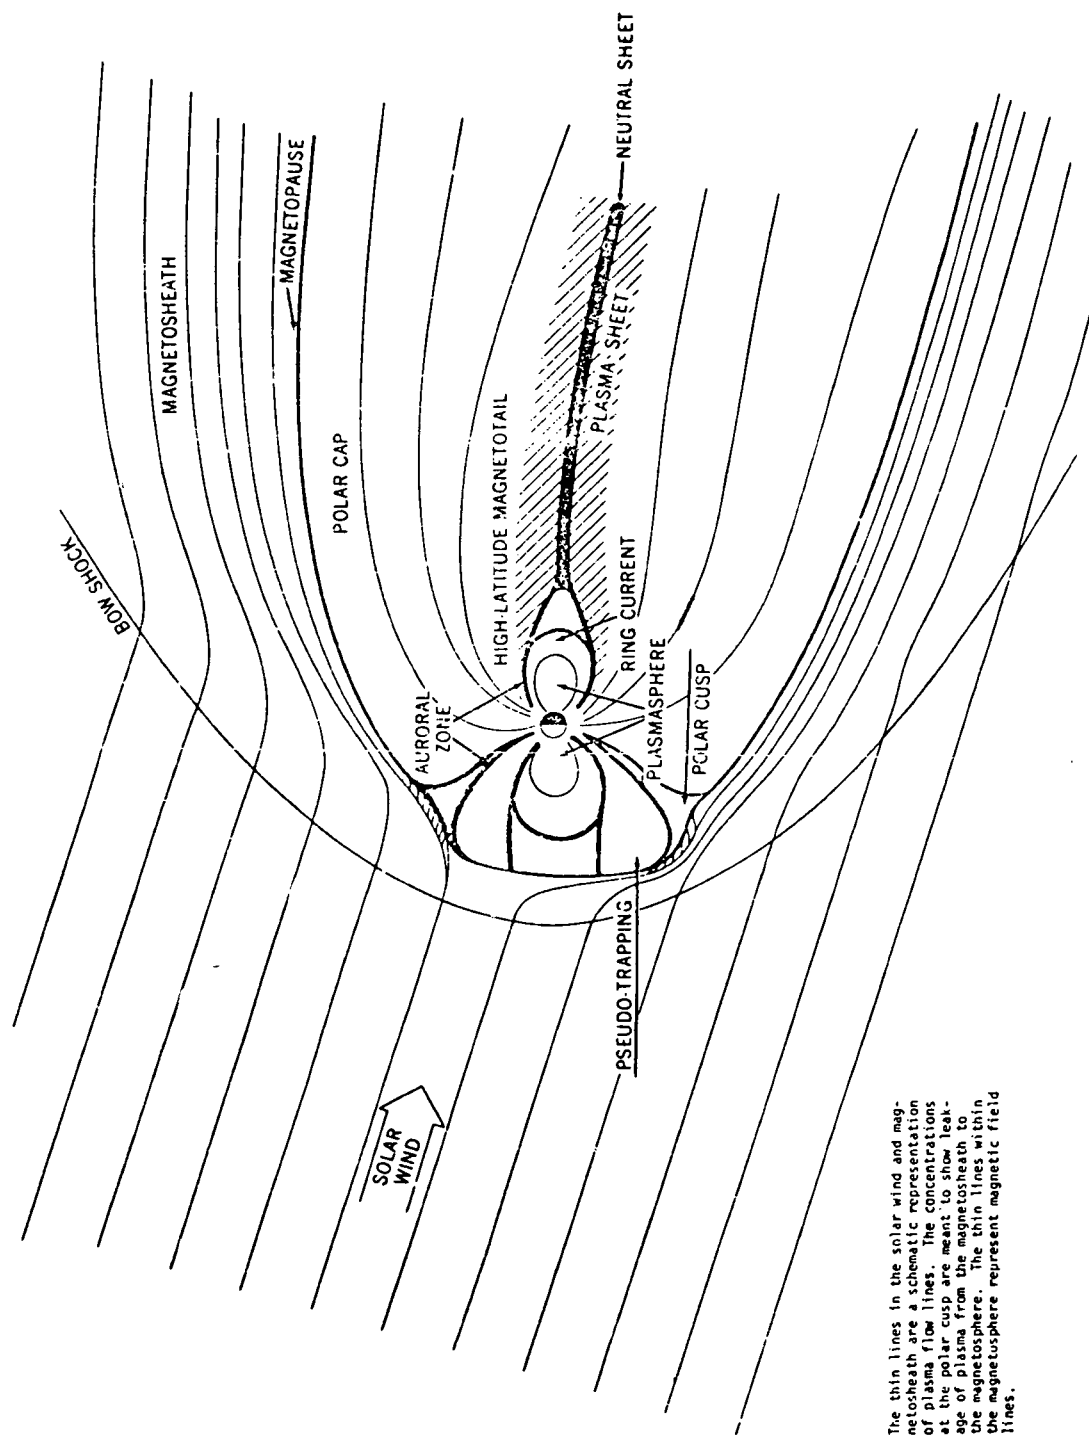 BOW SHOCK
MAGNETOSHEATH
MAGNETOPAUSE
POLAR CAP
HIGH-LATITUDE MAGNETOTAIL
AURORAL
ZONE
NEUTRAL SHEET
PLASMA SHEET
RING CURRENT
PLASMASPHERE
POLAR CUSP
PSEUDO-TRAPPING
SOLAR
WIND
The thin lines in the solar wind and mag-
netosheath are a schematic representation
of plasma flow lines. The concentrations
at the polar cusp are meant to show leak-
age of plasma from the magnetosheath to
the magnetosphere. The thin lines within
the magnetosphere represent magnetic field
lines.